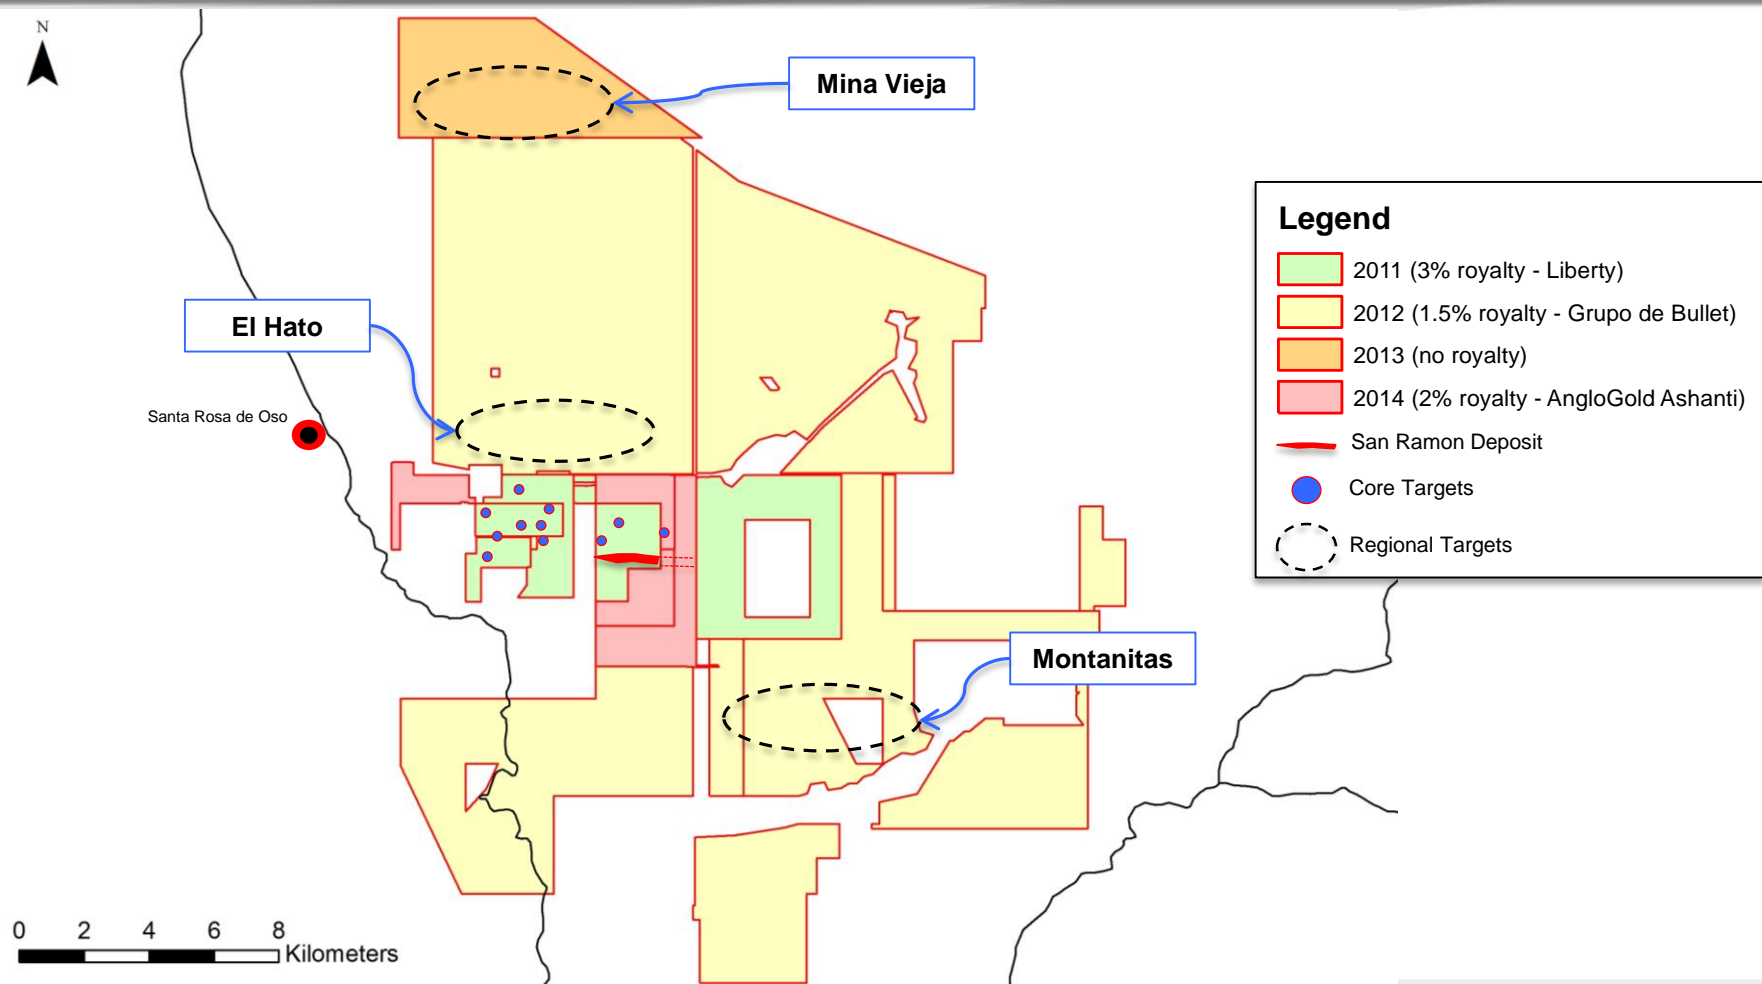 N
Mina Vieja
Legend
2011 (3% royalty - Liberty)
2012 (1.5% royalty - Grupo de Bullet)
2013 (no royalty)
2014 (2% royalty - AngloGold Ashanti)
San Ramon Deposit
Core Targets
Regional Targets
El Hato
Santa Rosa de Oso
Montanitas
0 2 4 6 8
Kilometers